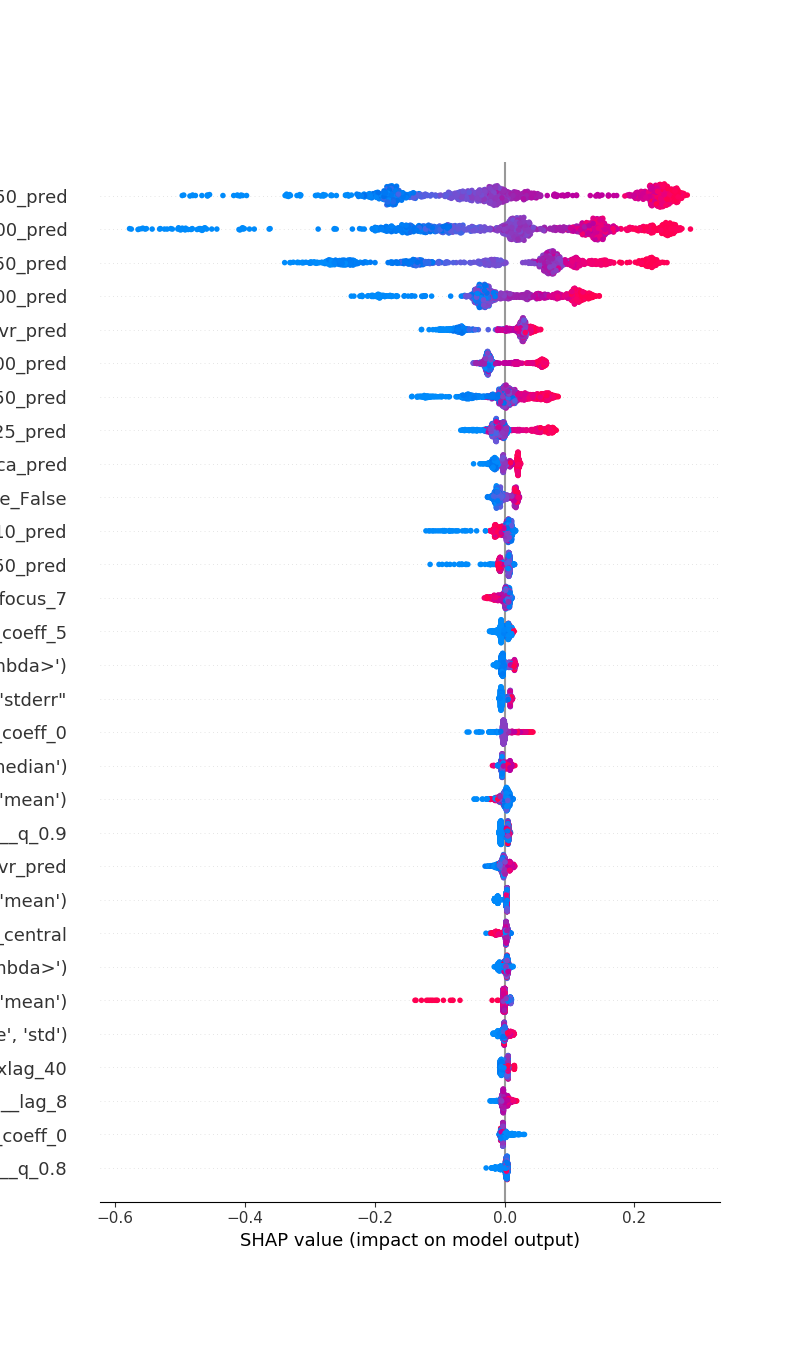 50_pred
00_pred
50_pred
00_pred
vr_pred
00_pred
50_pred
25_pred
ca_pred
e_False
10_pred
50_pred
focus_7
_coeff_5
mbda>')
'stderr"
_coeff_0
nedian')
'mean')
__q_0.9
vr_pred
'mean')
_central
mbda>')
'mean')
e', 'std')
xlag_40
__lag_8
_coeff_0
__q_0.8
−0.6 −0.4 −0.2 0.0 0.2
SHAP value (impact on model output)